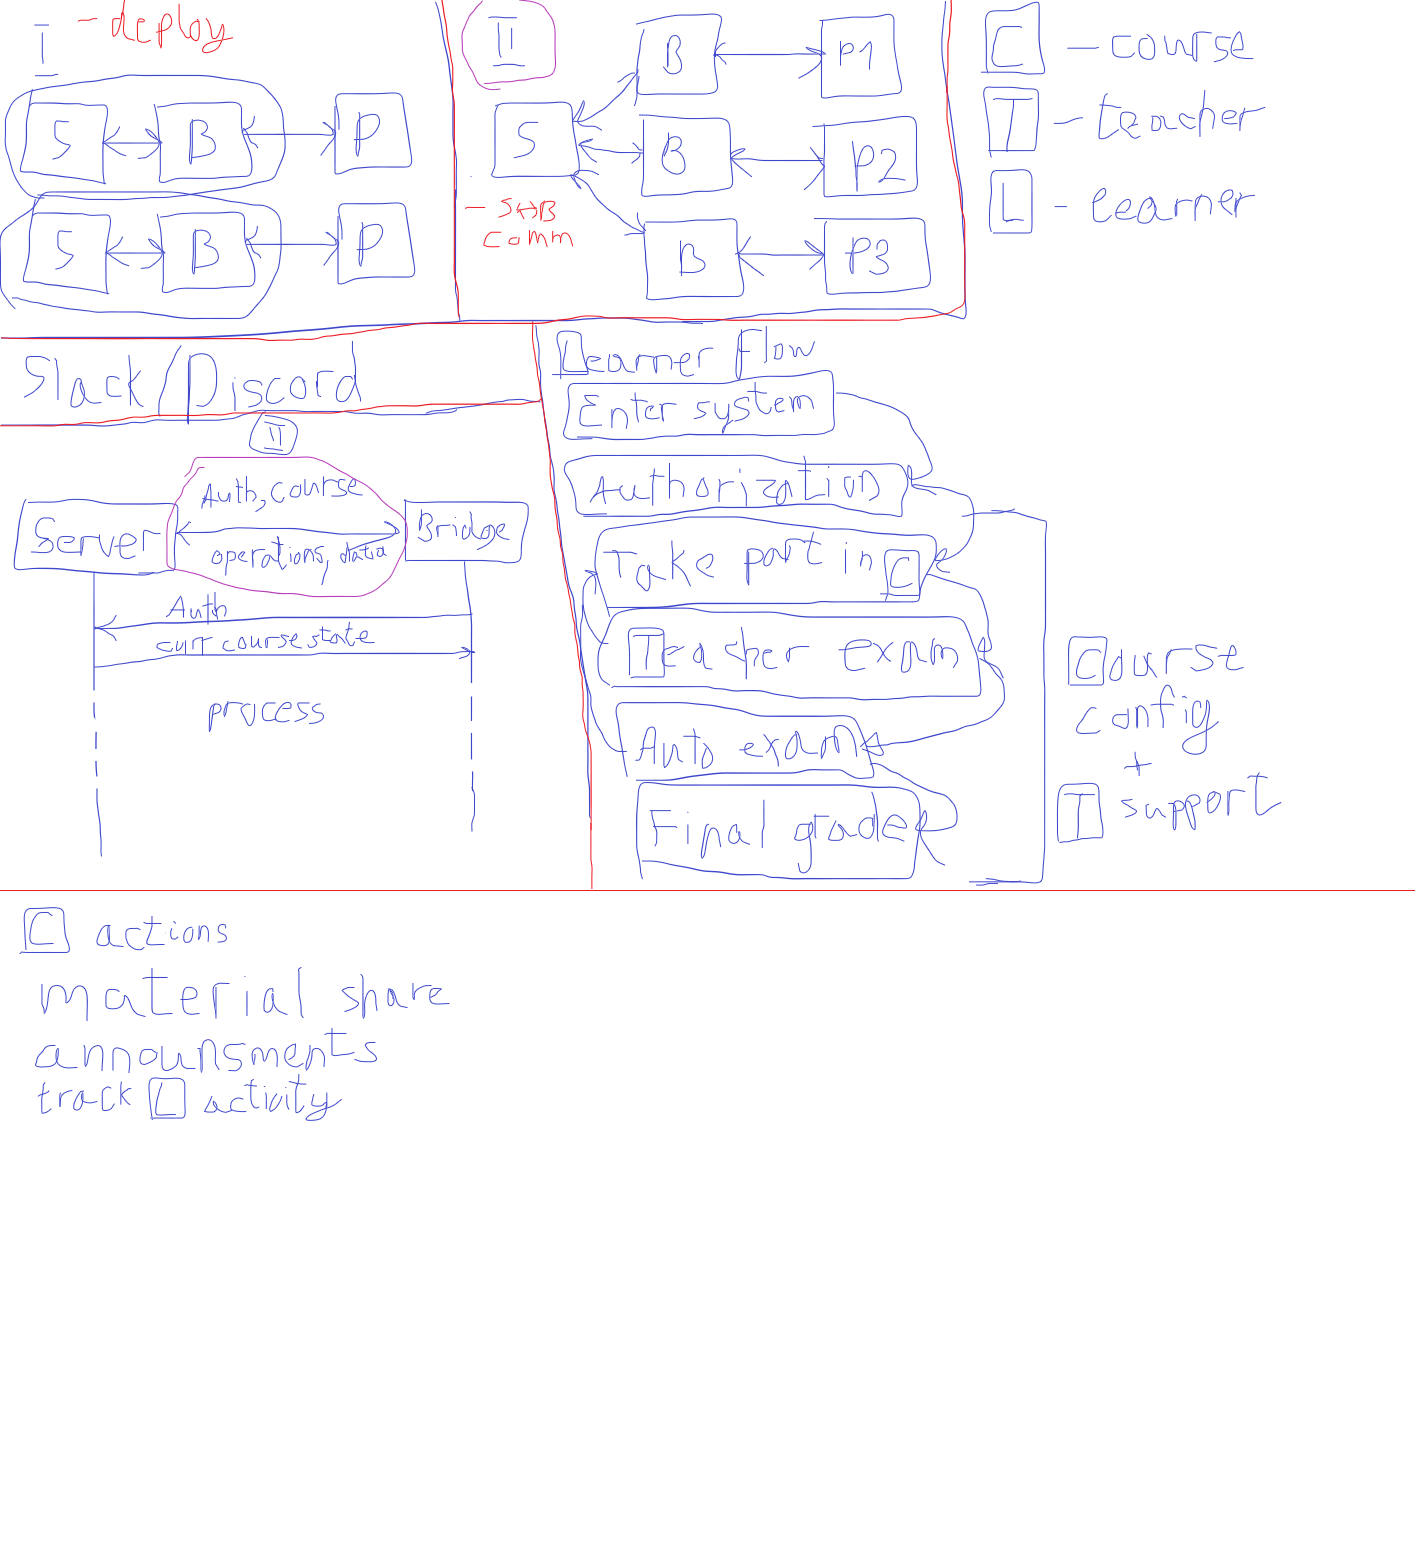 I - deploy
S B P
S B P
II
S B P1
B P2
B P3
- S↔B
comm
C - course
T - teacher
L - learner
Slack/Discord
II
Server Auth, course Bridge
operations, data
Auth
curr course state
process
Learner Flow
Enter system
Authorization
Take part in C
Teacher exam
Auto exam
Final grade
Course
config
+
T support
C actions
material share
announsments
track L activity